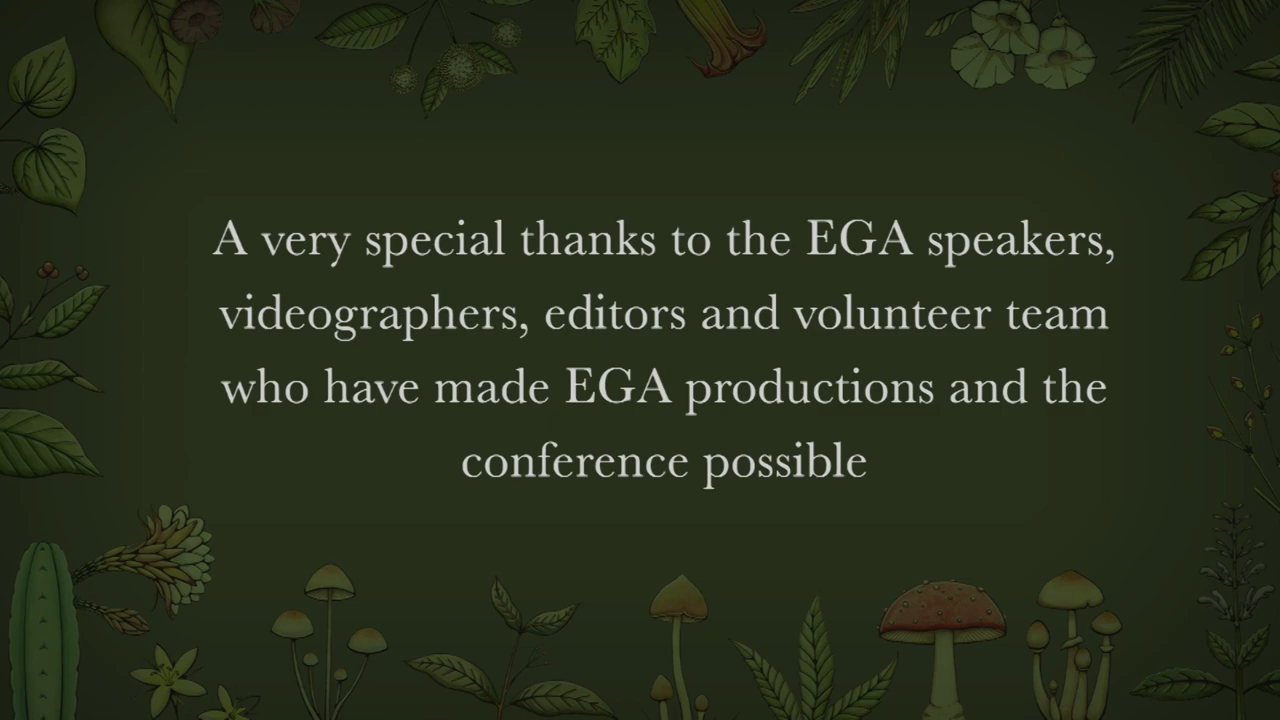 A very special thanks to the EGA speakers,
videographers, editors and volunteer team
who have made EGA productions and the
conference possible